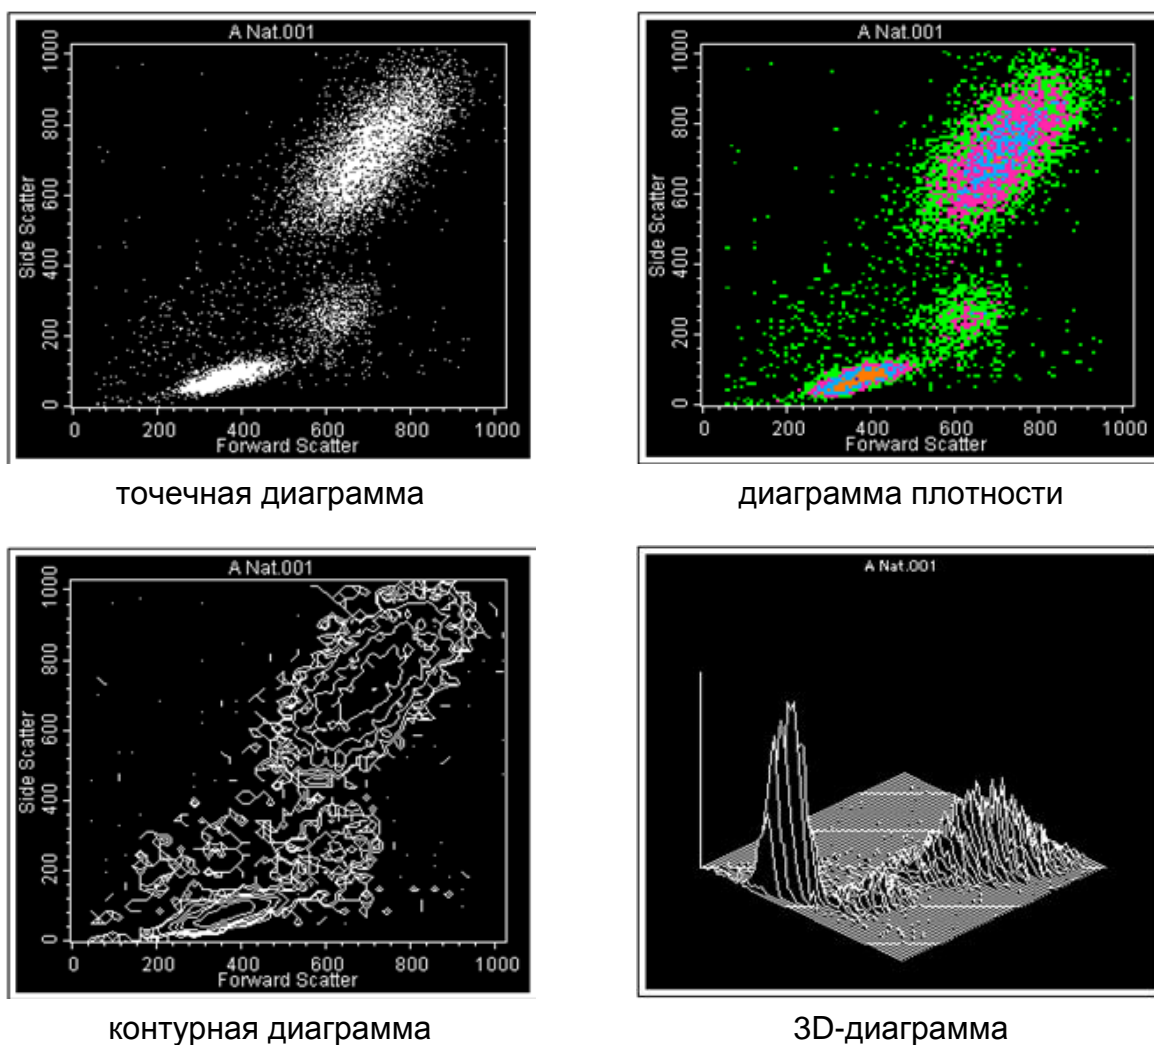 A Nat.001
1000
800
600
400
200
0
Side Scatter
0 200 400 600 800 1000
Forward Scatter
точечная диаграмма
A Nat.001
1000
800
600
400
200
0
Side Scatter
0 200 400 600 800 1000
Forward Scatter
диаграмма плотности
A Nat.001
1000
800
600
400
200
0
Side Scatter
0 200 400 600 800 1000
Forward Scatter
контурная диаграмма
A Nat.001
3D-диаграмма